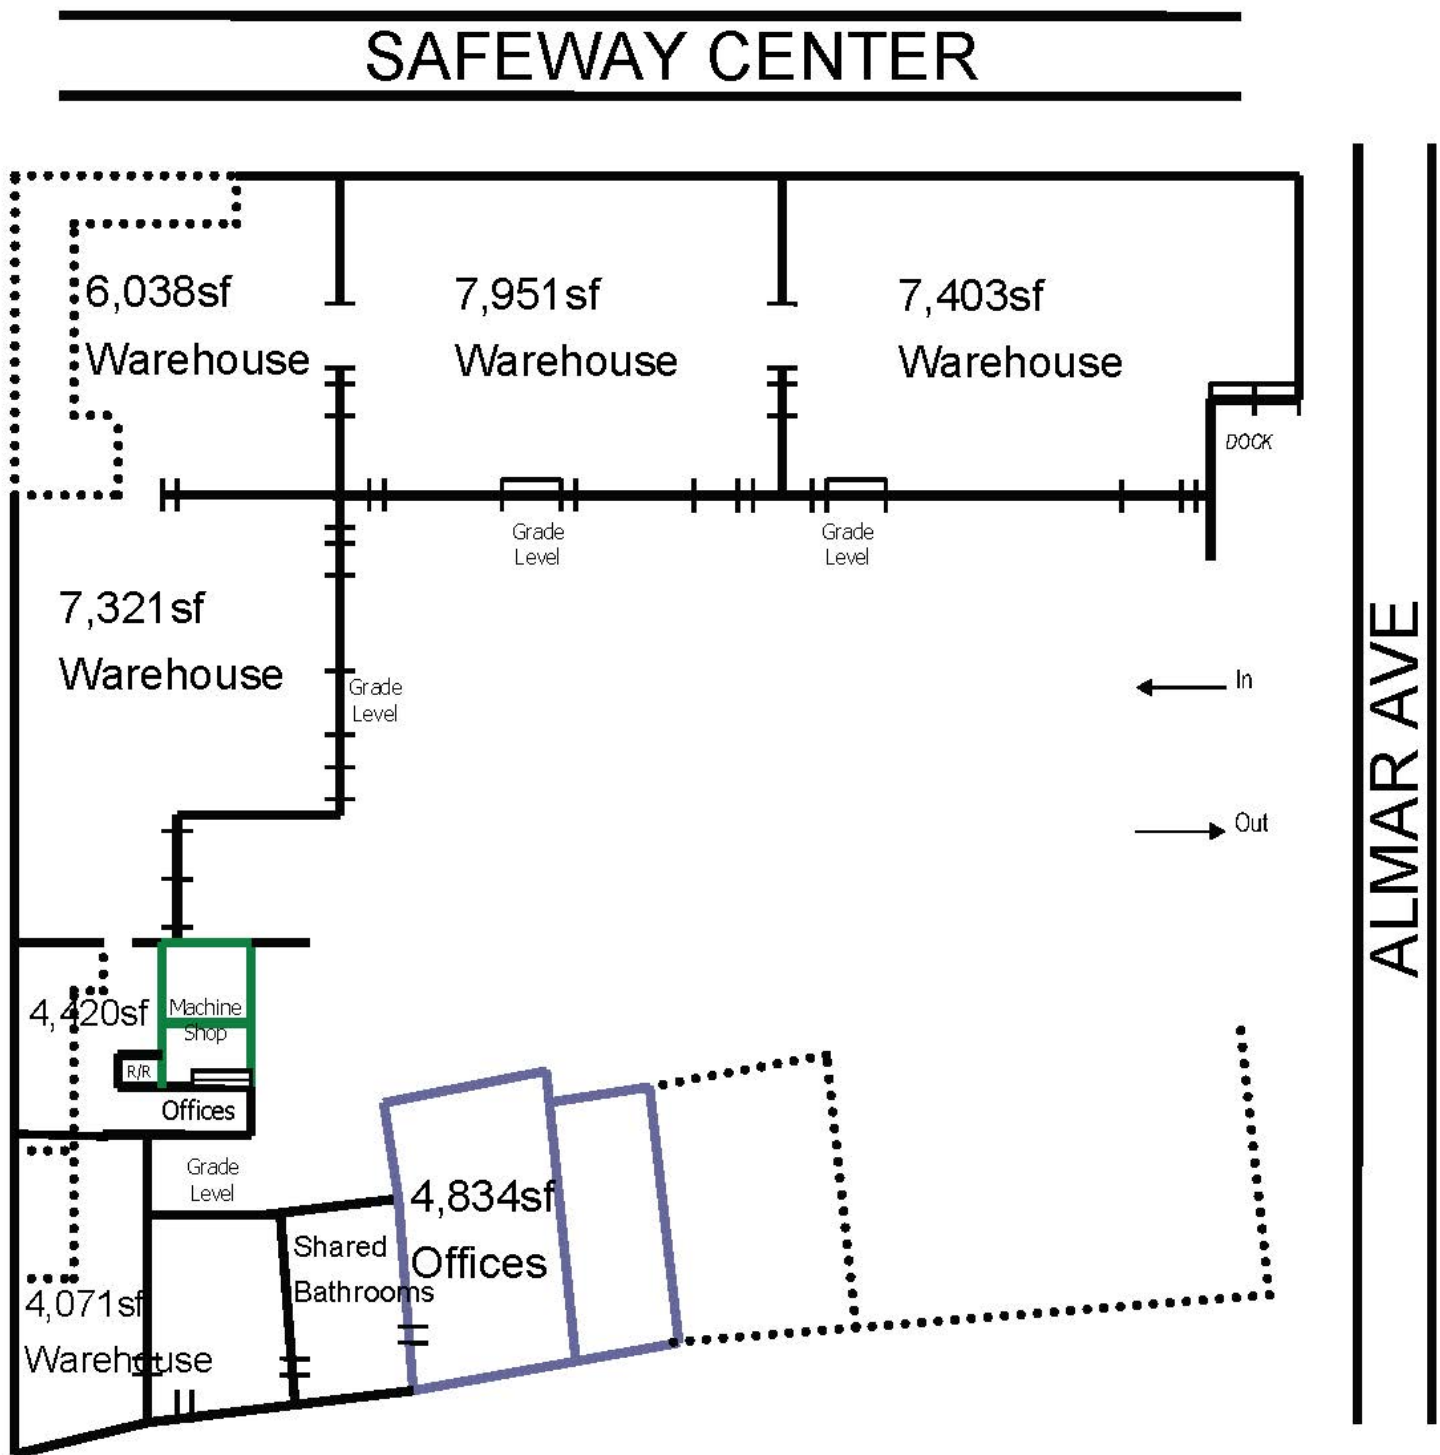 SAFEWAY CENTER
6,038sf
Warehouse
7,951sf
Warehouse
7,403sf
Warehouse
DOCK
Grade
Level
Grade
Level
7,321sf
Warehouse
Grade
Level
In
Out
ALMAR AVE
4,420sf
Machine
Shop
R/R
Offices
Grade
Level
4,834sf
Offices
Shared
Bathrooms
4,071sf
Warehouse